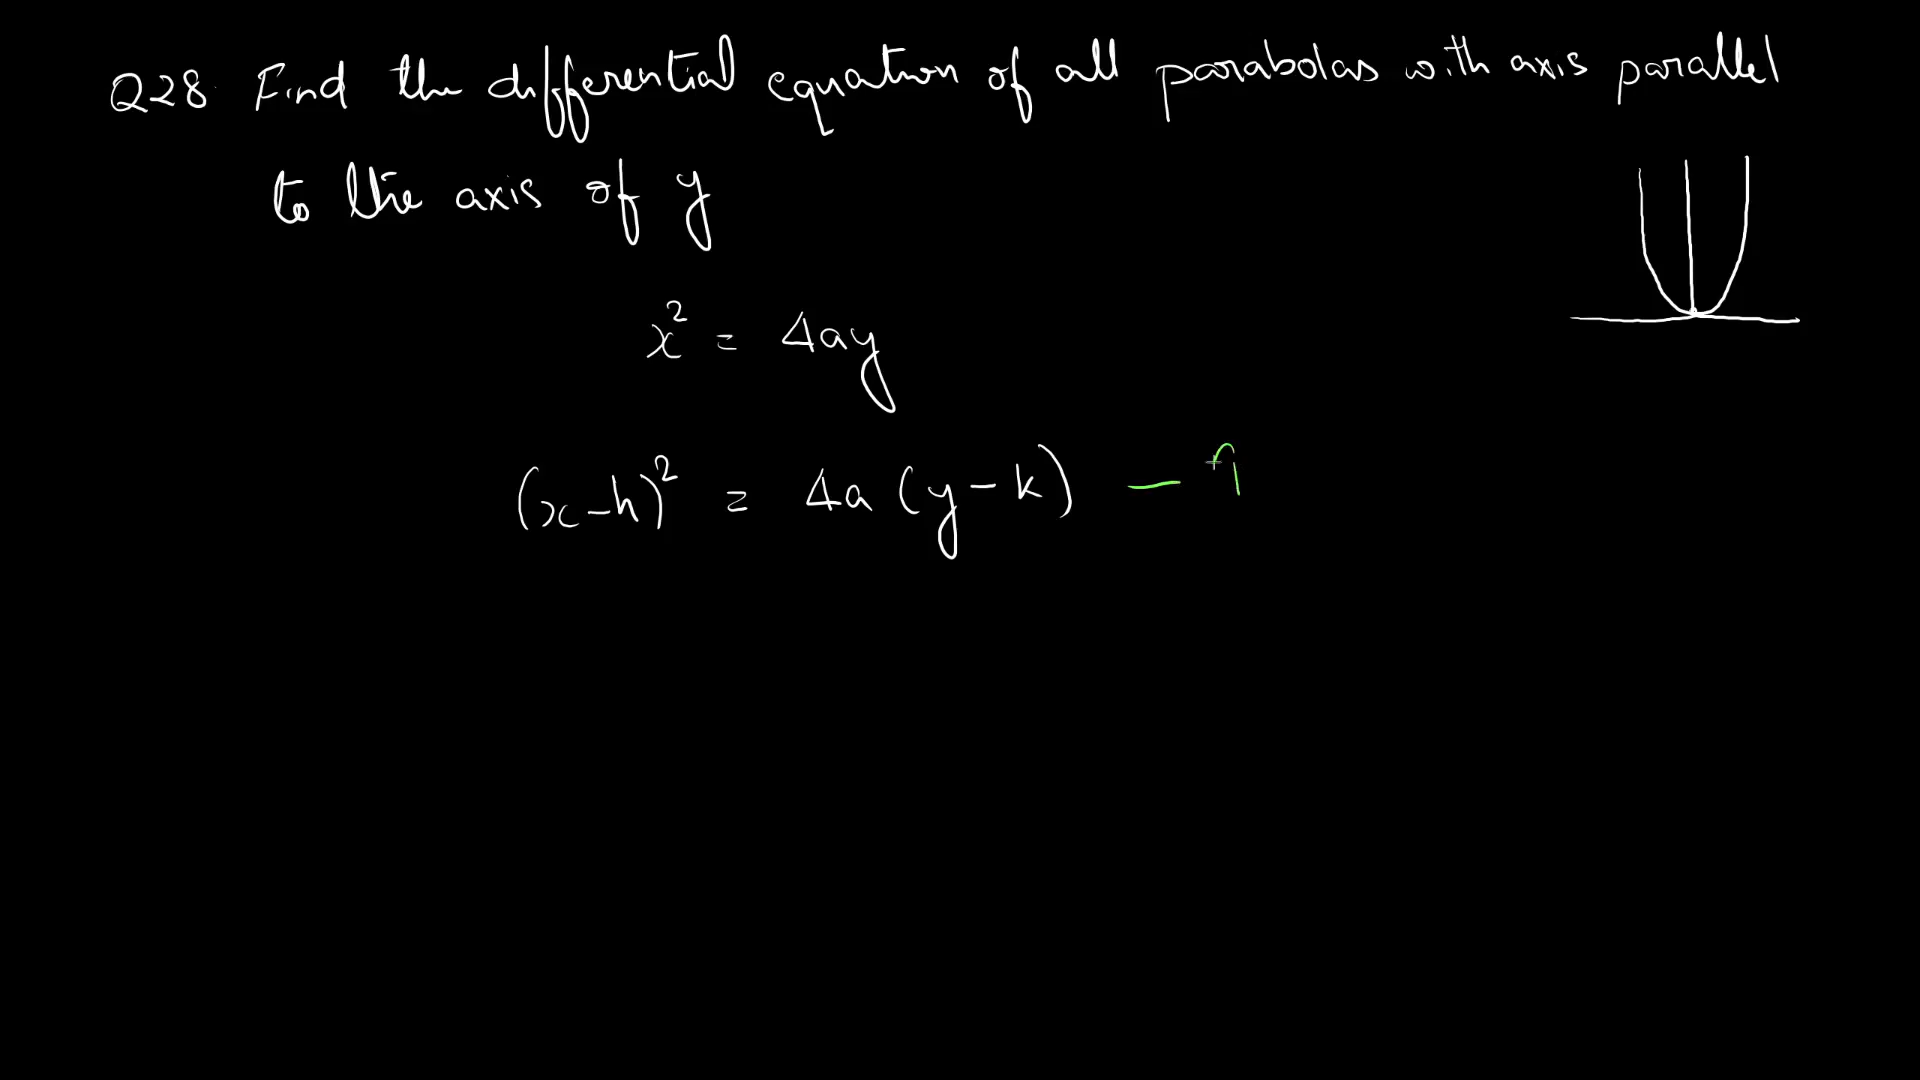 Q28. Find the differential equation of all parabolas with axis parallel
to the axis of y
x² = 4ay
(x-h)² = 4a (y-k) —